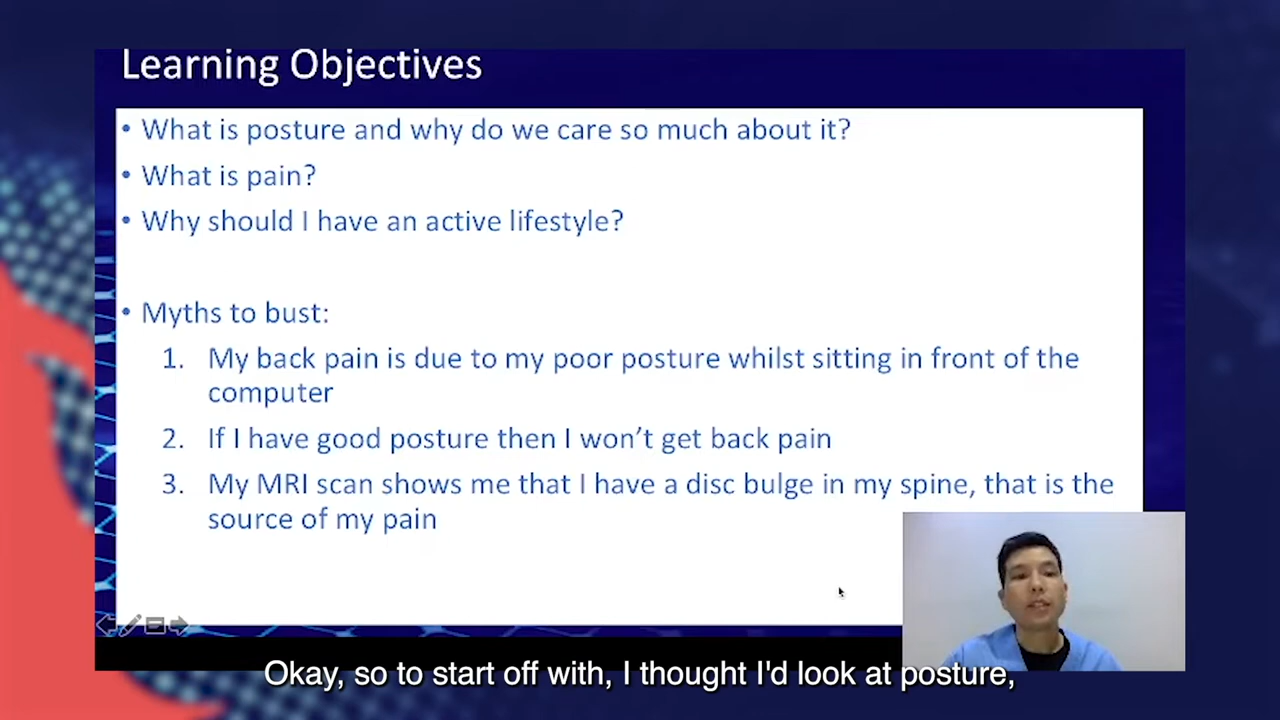 Learning Objectives
• What is posture and why do we care so much about it?
• What is pain?
• Why should I have an active lifestyle?
• Myths to bust:
1. My back pain is due to my poor posture whilst sitting in front of the
computer
2. If I have good posture then I won't get back pain
3. My MRI scan shows me that I have a disc bulge in my spine, that is the
source of my pain
Okay, so to start off with, I thought I'd look at posture,